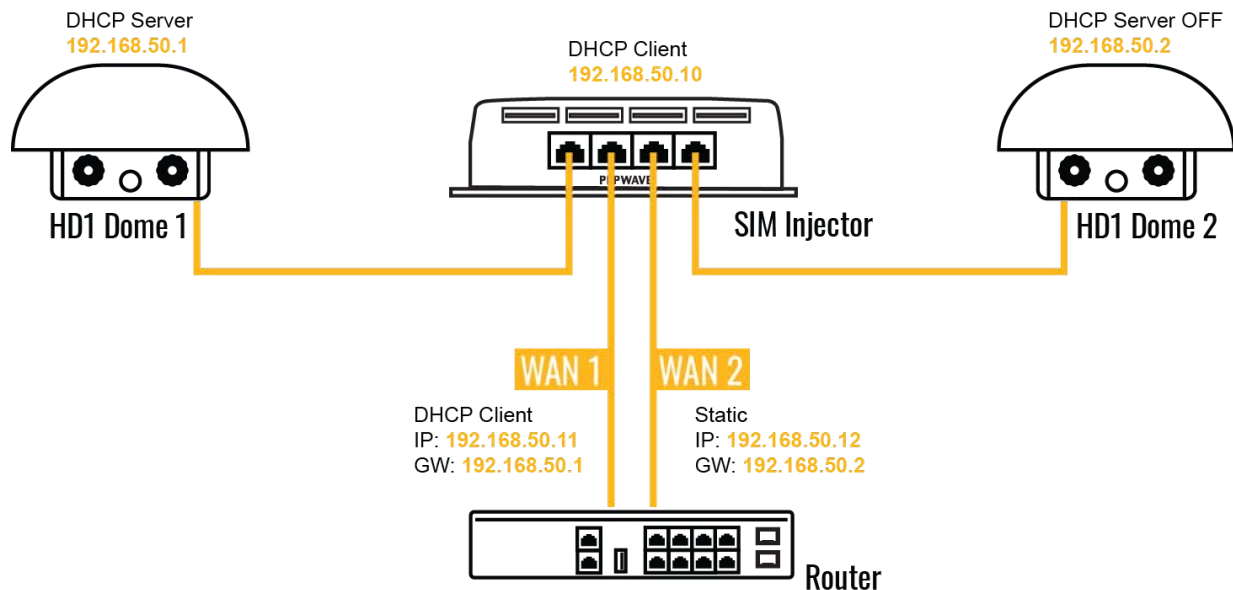 DHCP Server
192.168.50.1
DHCP Client
192.168.50.10
DHCP Server OFF
192.168.50.2
PEPWAVE
HD1 Dome 1
SIM Injector
HD1 Dome 2
WAN 1
WAN 2
DHCP Client
IP: 192.168.50.11
GW: 192.168.50.1
Static
IP: 192.168.50.12
GW: 192.168.50.2
Router